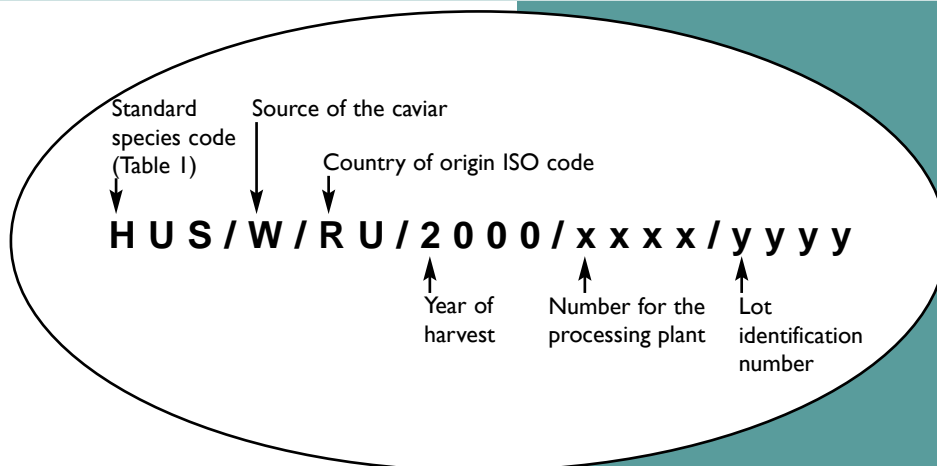 Standard
species code
(Table 1)
Source of the caviar
Country of origin ISO code
HUS/W/RU/2000/xxxx/yyyy
Year of
harvest
Number for the
processing plant
Lot
identification
number